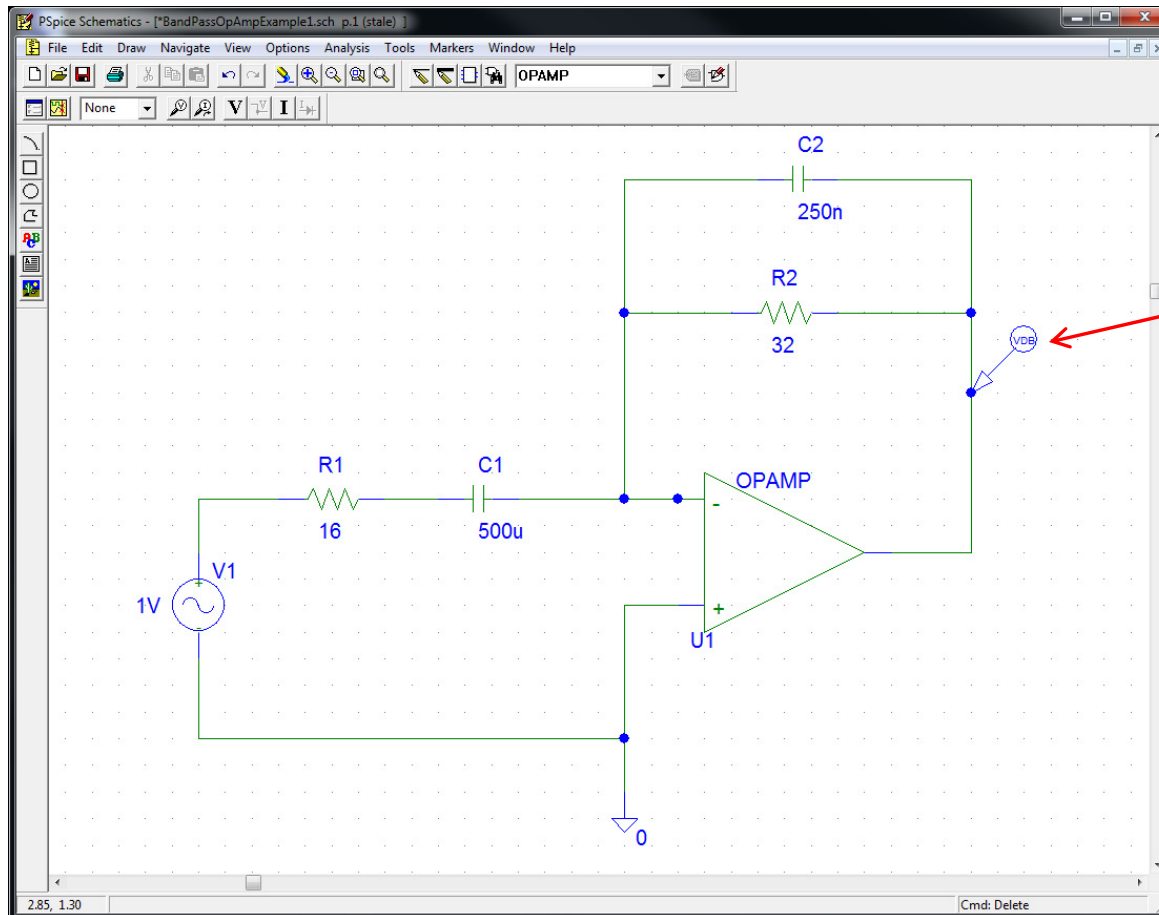 PSpice Schematics - [*BandPassOpAmpExample1.sch p.1 (stale) ]
File Edit Draw Navigate View Options Analysis Tools Markers Window Help
OPAMP
None V V I I
ABC
C2
250n
R2
32
VDB
R1
16
C1
500u
OPAMP
-
+
U1
V1
+
1V
-
0
2.85, 1.30 Cmd: Delete